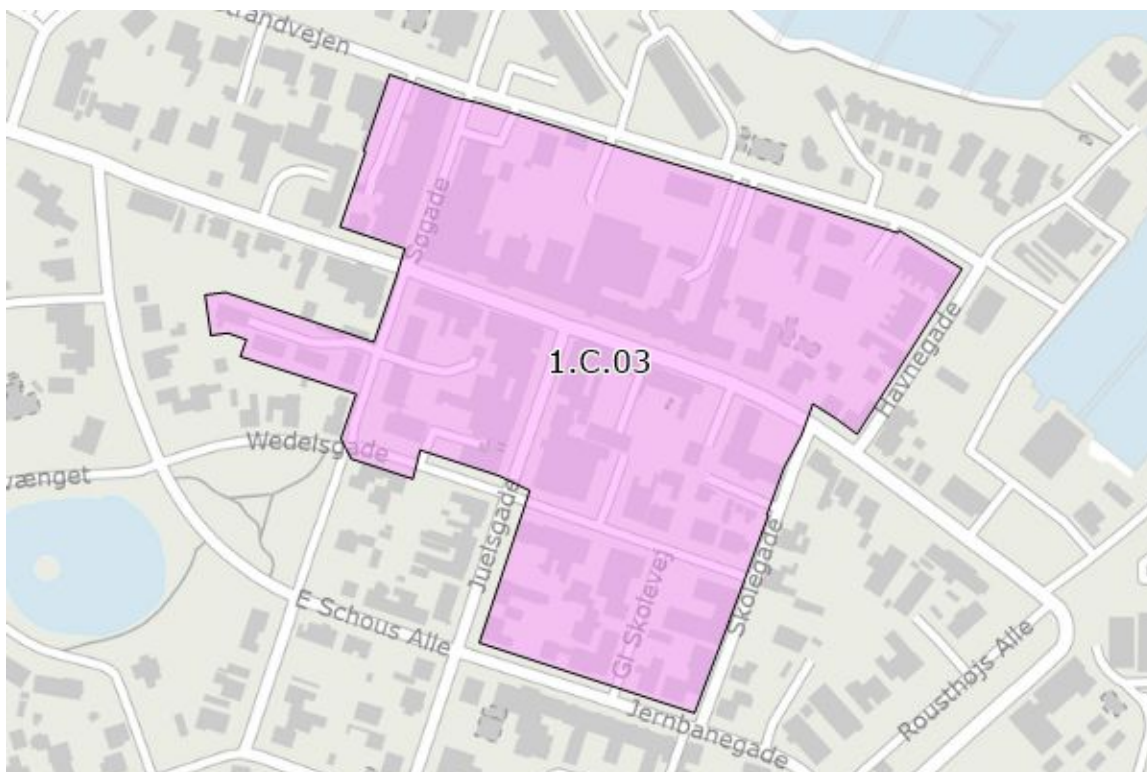 Strandvejen
Søgade
1.C.03
Havnegade
Wedelsgade
vænget
Juelsgade
Skolegade
Gl Skolevej
E Schous Alle
Jernbanegade
Rousthøjs Alle